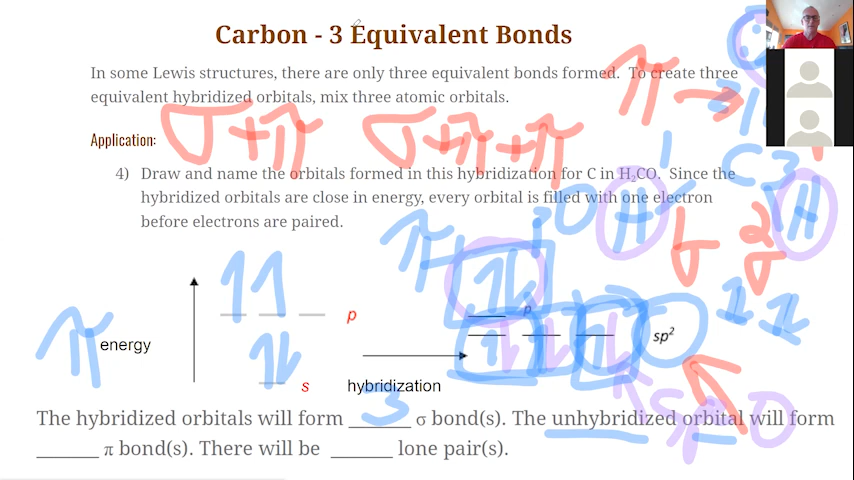 Carbon - 3 Equivalent Bonds
In some Lewis structures, there are only three equivalent bonds formed. To create three
equivalent hybridized orbitals, mix three atomic orbitals.
Application:
σ+π σ+π+π π
4) Draw and name the orbitals formed in this hybridization for C in H₂CO. Since the
hybridized orbitals are close in energy, every orbital is filled with one electron
before electrons are paired.
C
H H
π
p p
sp²
π energy
s hybridization
3
The hybridized orbitals will form ______ σ bond(s). The unhybridized orbital will form
______ π bond(s). There will be ______ lone pair(s).